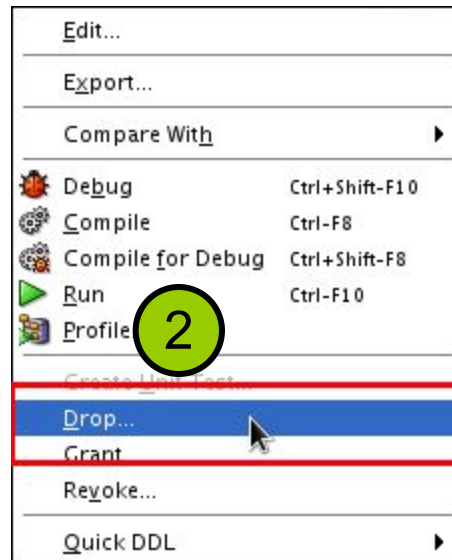 Edit...
Export...
Compare With
Debug Ctrl+Shift-F10
Compile Ctrl-F8
Compile for Debug Ctrl+Shift-F8
Run Ctrl-F10
Profile
2
Create Unit Test...
Drop...
Grant
Revoke...
Quick DDL